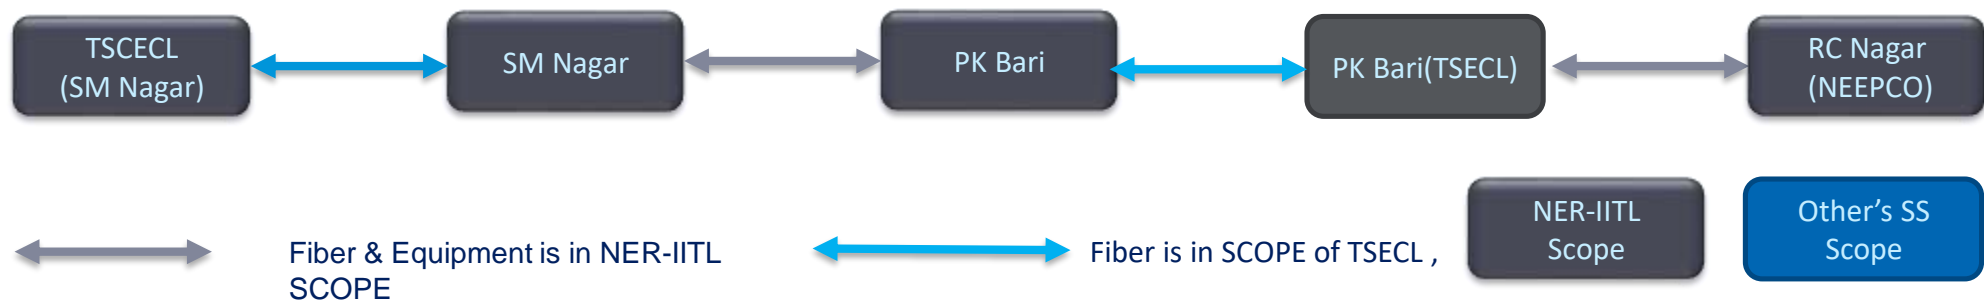 TSCECL
(SM Nagar)
SM Nagar
PK Bari
PK Bari(TSECL)
RC Nagar
(NEEPCO)
Fiber & Equipment is in NER-IITL
SCOPE
Fiber is in SCOPE of TSECL ,
NER-IITL
Scope
Other's SS
Scope